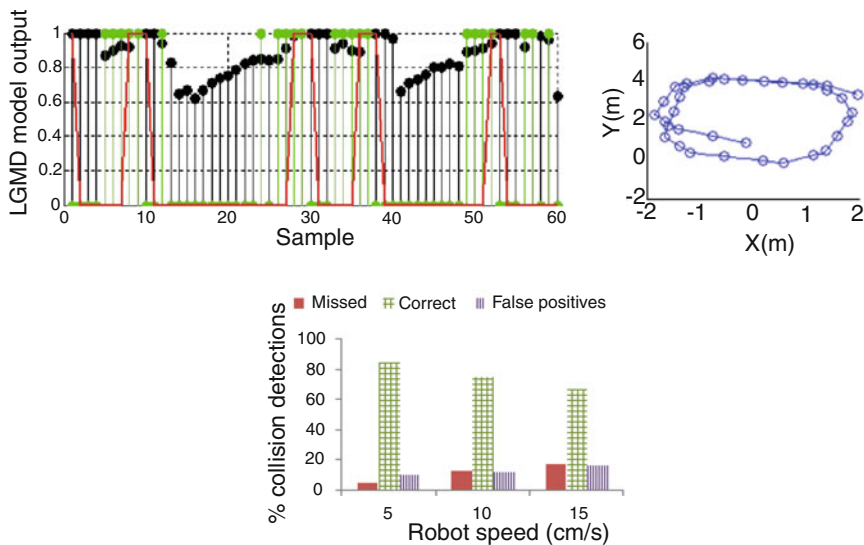 LGMD model output
1
0.8
0.6
0.4
0.2
0
0 10 20 30 40 50 60
Sample
Y(m)
6
4
2
0
-2
-2 -1 0 1 2
X(m)
Missed Correct False positives
% collision detections
100
80
60
40
20
0
5 10 15
Robot speed (cm/s)